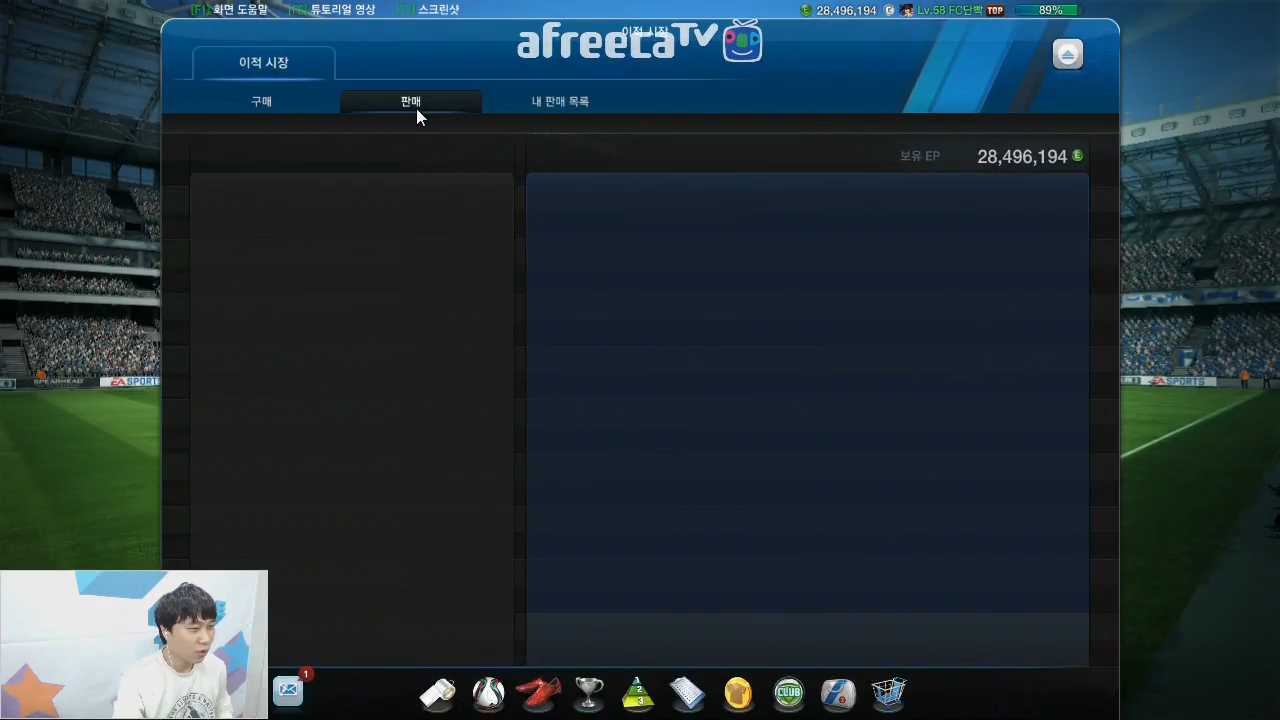 [F1] 화면 도움말 튜토리얼 영상 스크린샷
28,496,194 Lv.58 FC단빡 TOP 89%
afreecaTV
이적 시장
이적 시장
구매 판매 내 판매 목록
보유 EP 28,496,194
SPEARHEAD EA SPORTS
EA SPORTS
1
2
3
CLUB